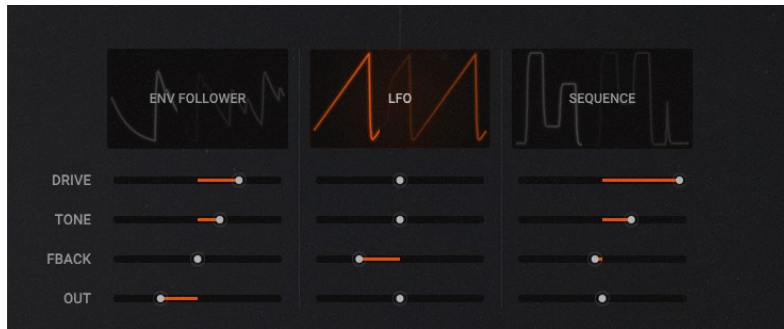 ENV FOLLOWER LFO SEQUENCE
DRIVE
TONE
FBACK
OUT